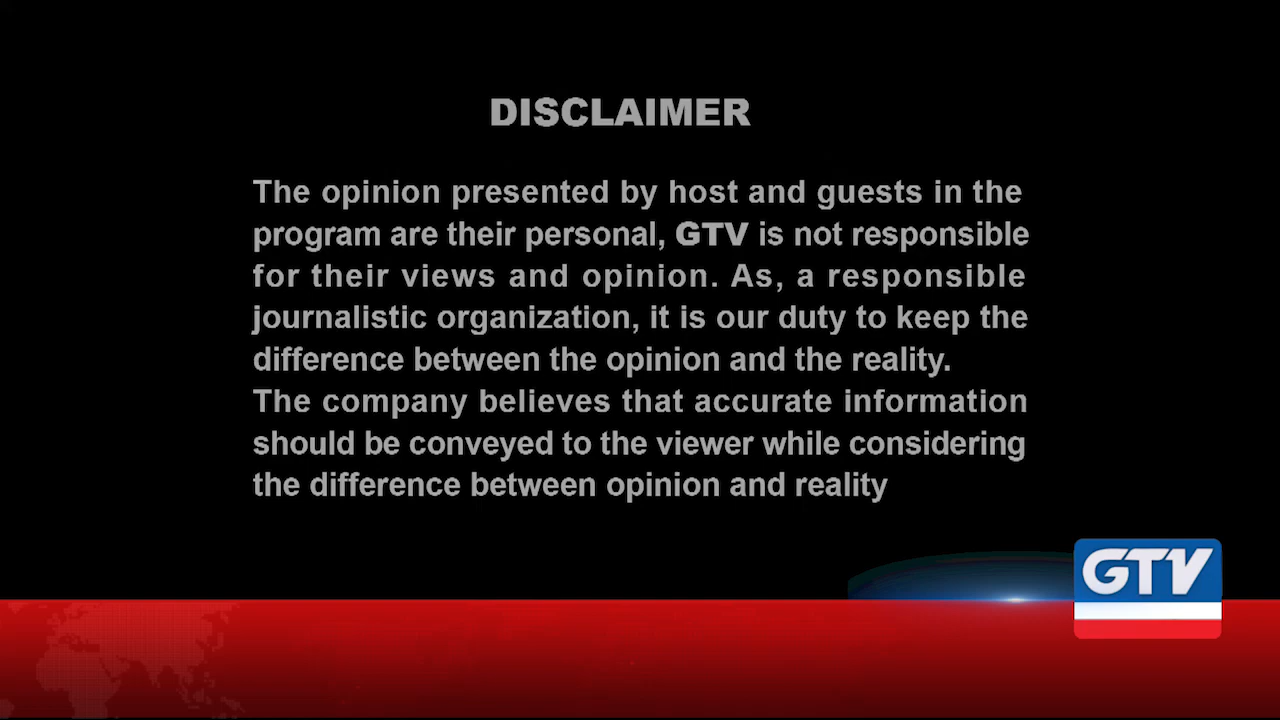 DISCLAIMER
The opinion presented by host and guests in the
program are their personal, GTV is not responsible
for their views and opinion. As, a responsible
journalistic organization, it is our duty to keep the
difference between the opinion and the reality.
The company believes that accurate information
should be conveyed to the viewer while considering
the difference between opinion and reality
GTV